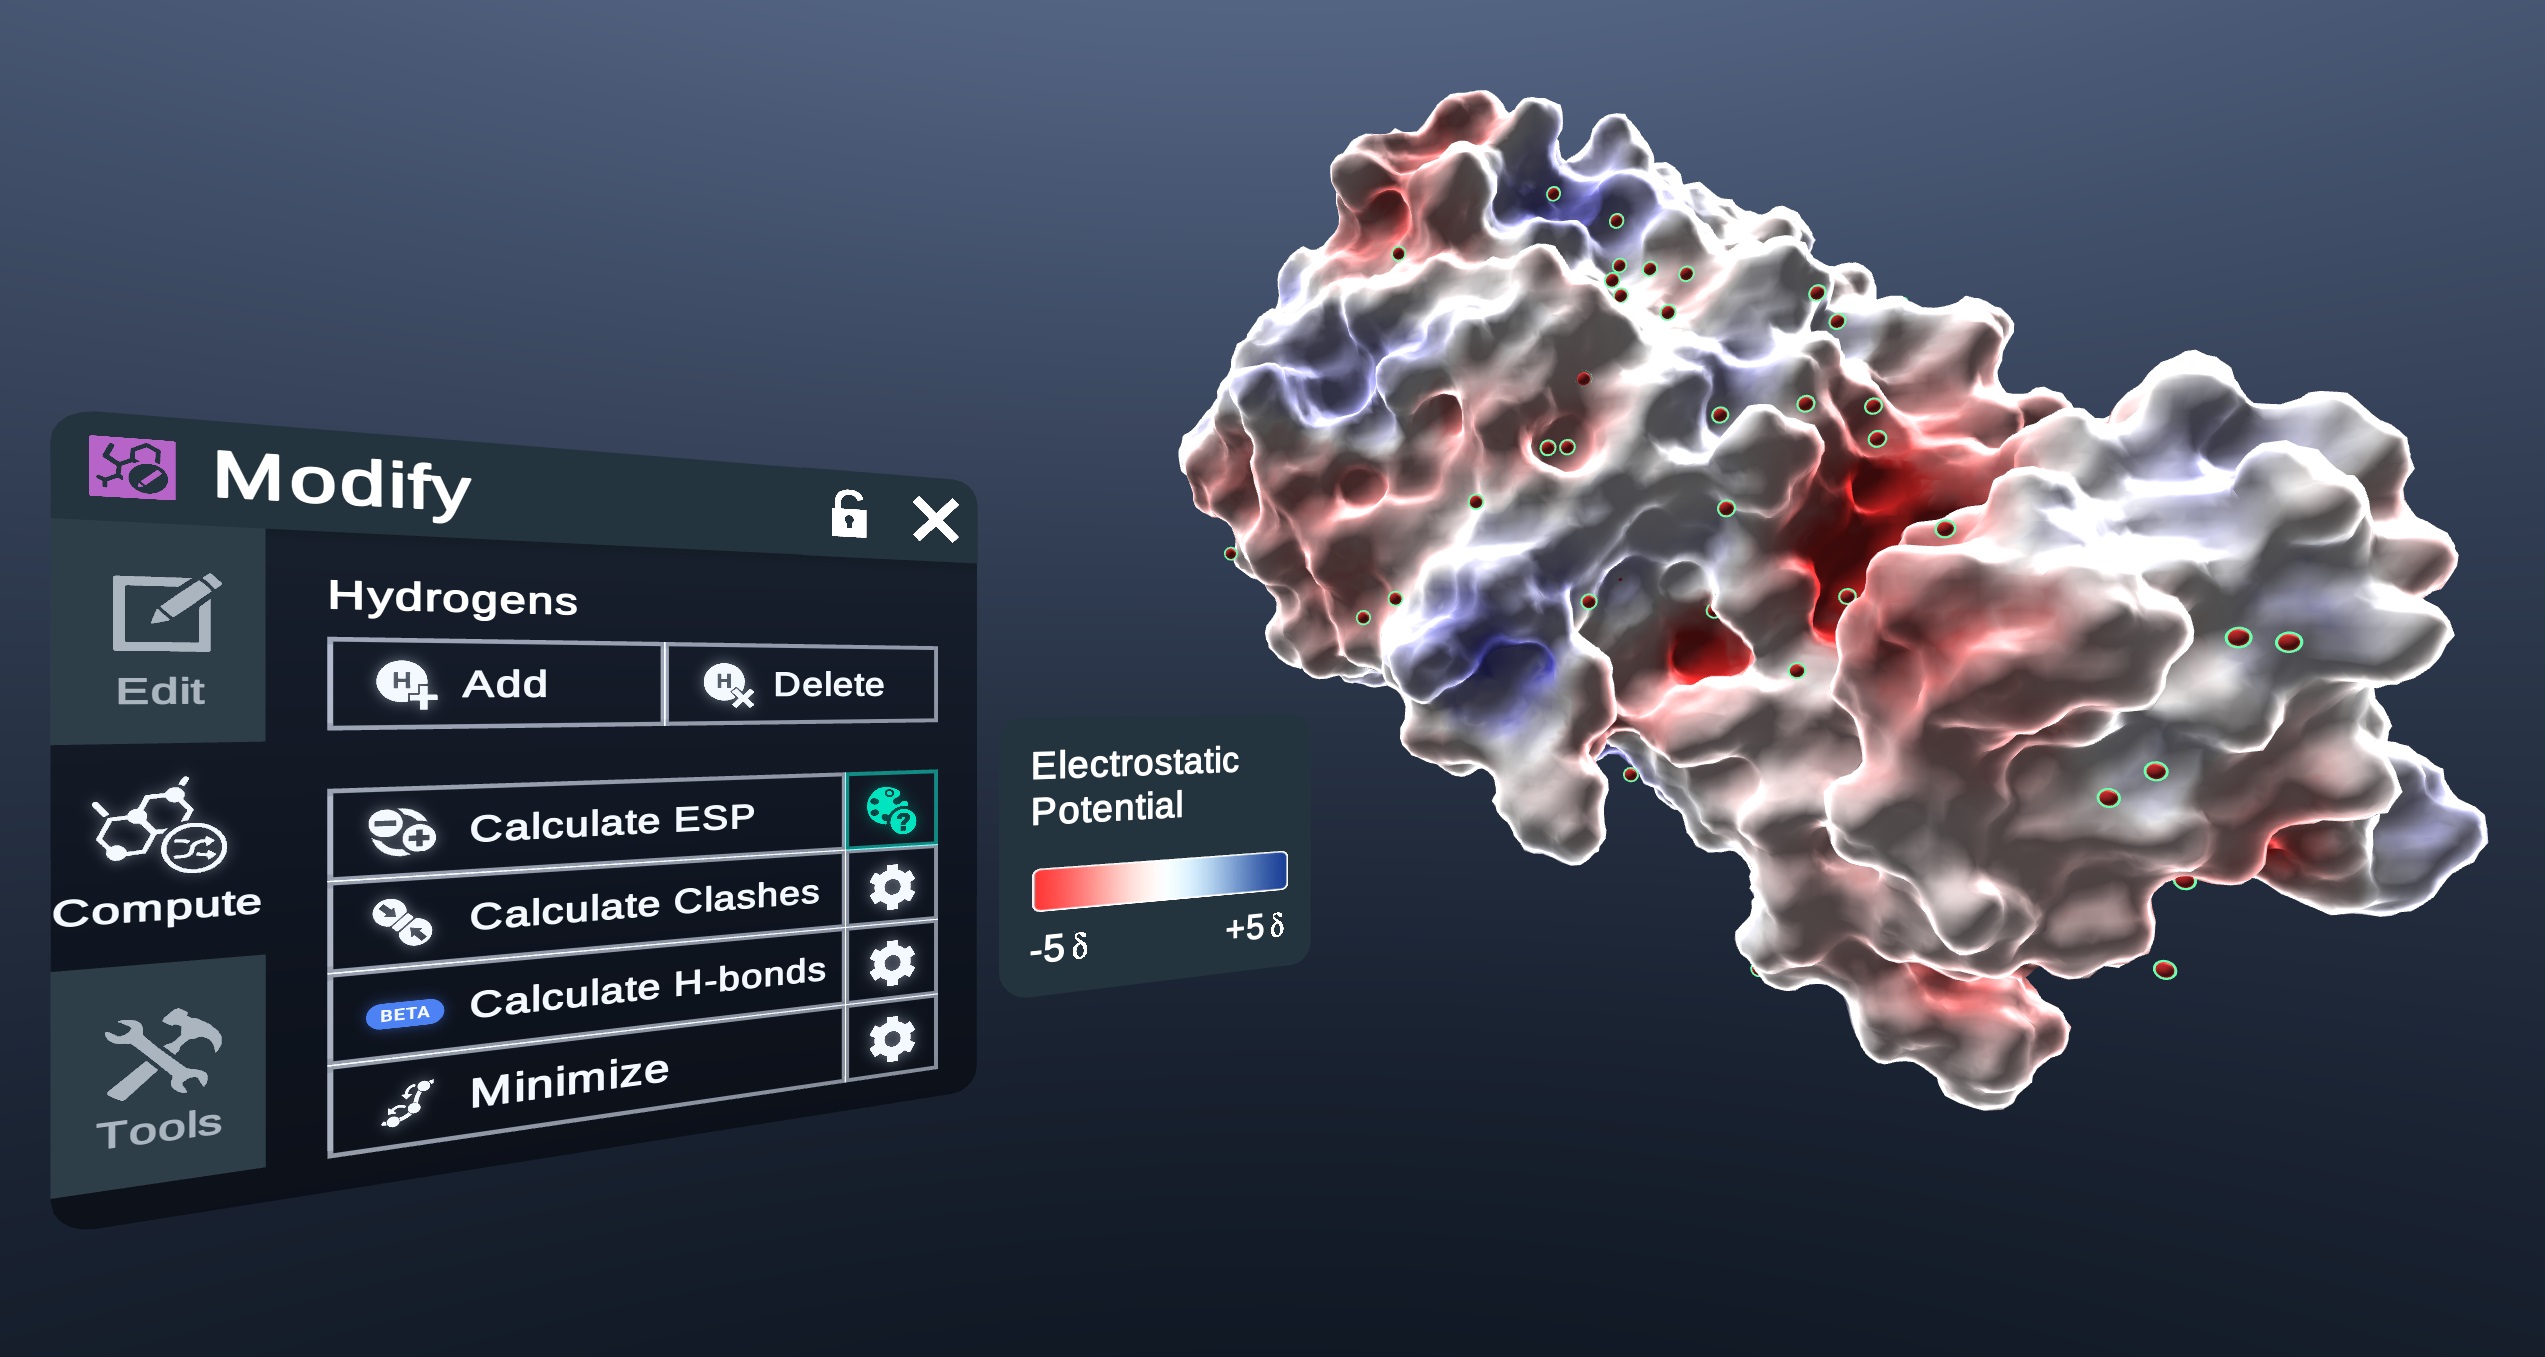 Modify
Edit
Compute
Tools
Hydrogens
H Add
H Delete
Calculate ESP
?
Calculate Clashes
BETA Calculate H-bonds
Minimize
Electrostatic
Potential
-5 δ
+5 δ